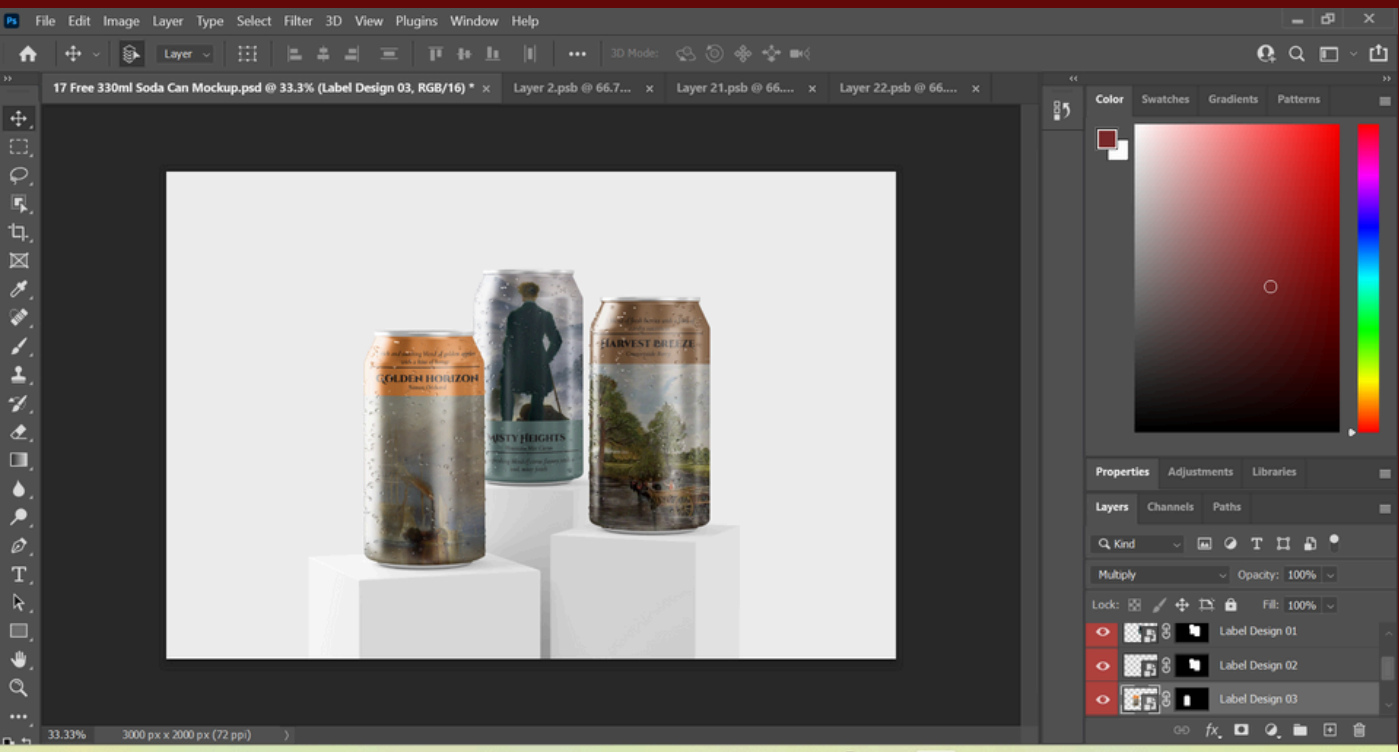 Ps File Edit Image Layer Type Select Filter 3D View Plugins Window Help
Layer 3D Mode:
17 Free 330ml Soda Can Mockup.psd @ 33.3% (Label Design 03, RGB/16) * × Layer 2.psb @ 66.7... × Layer 21.psb @ 66.... × Layer 22.psb @ 66.... ×
Color Swatches Gradients Patterns
GOLDEN HORIZON
MISTY HEIGHTS
HARVEST BREEZE
Properties Adjustments Libraries
Layers Channels Paths
Kind
Multiply Opacity: 100%
Lock: Fill: 100%
Label Design 01
Label Design 02
Label Design 03
fx
33.33% 3000 px x 2000 px (72 ppi)